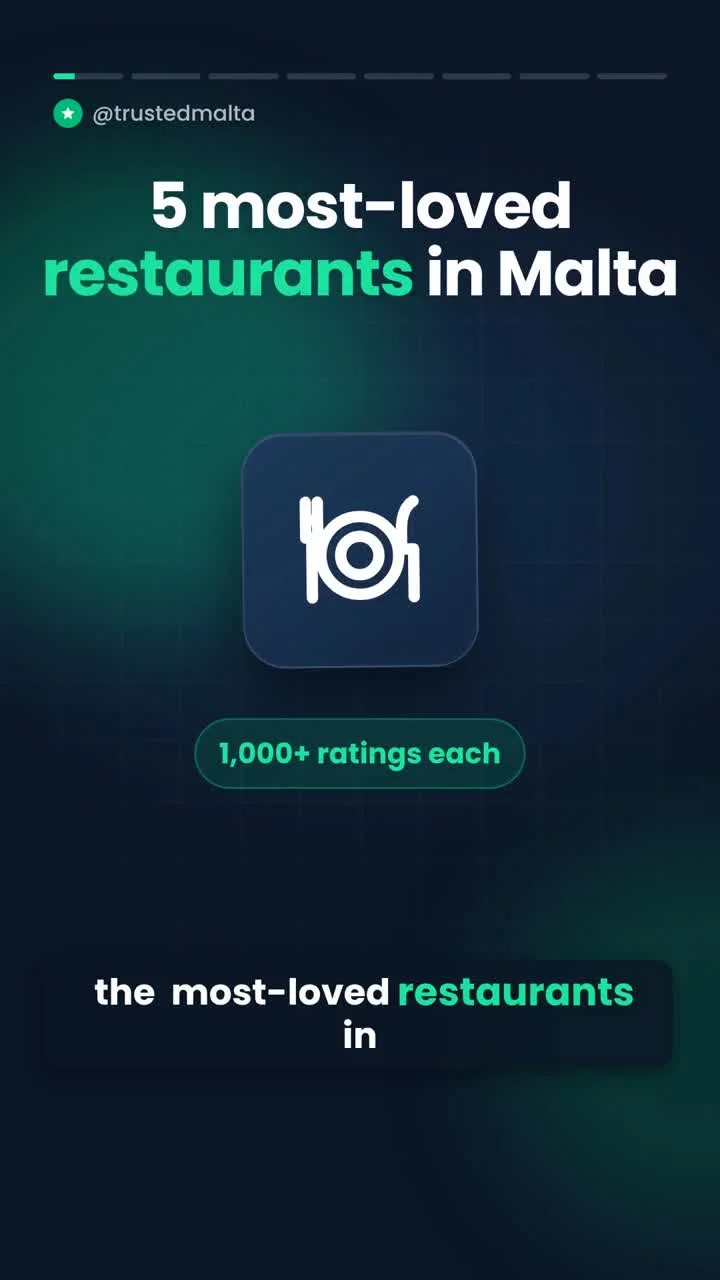 @trustedmalta
5 most-loved
restaurants in Malta
1,000+ ratings each
the most-loved restaurants
in